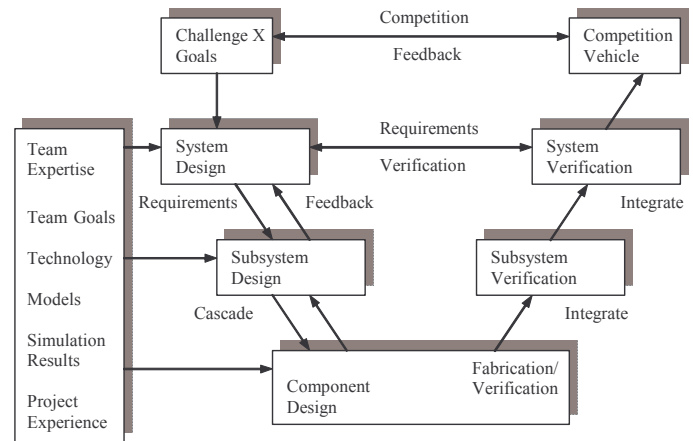 Competition
Challenge X
Goals
Feedback
Competition
Vehicle
Team
Expertise
Team Goals
Technology
Models
Simulation
Results
Project
Experience
System
Design
Requirements
Verification
System
Verification
Requirements
Feedback
Integrate
Subsystem
Design
Subsystem
Verification
Cascade
Integrate
Component
Design
Fabrication/
Verification